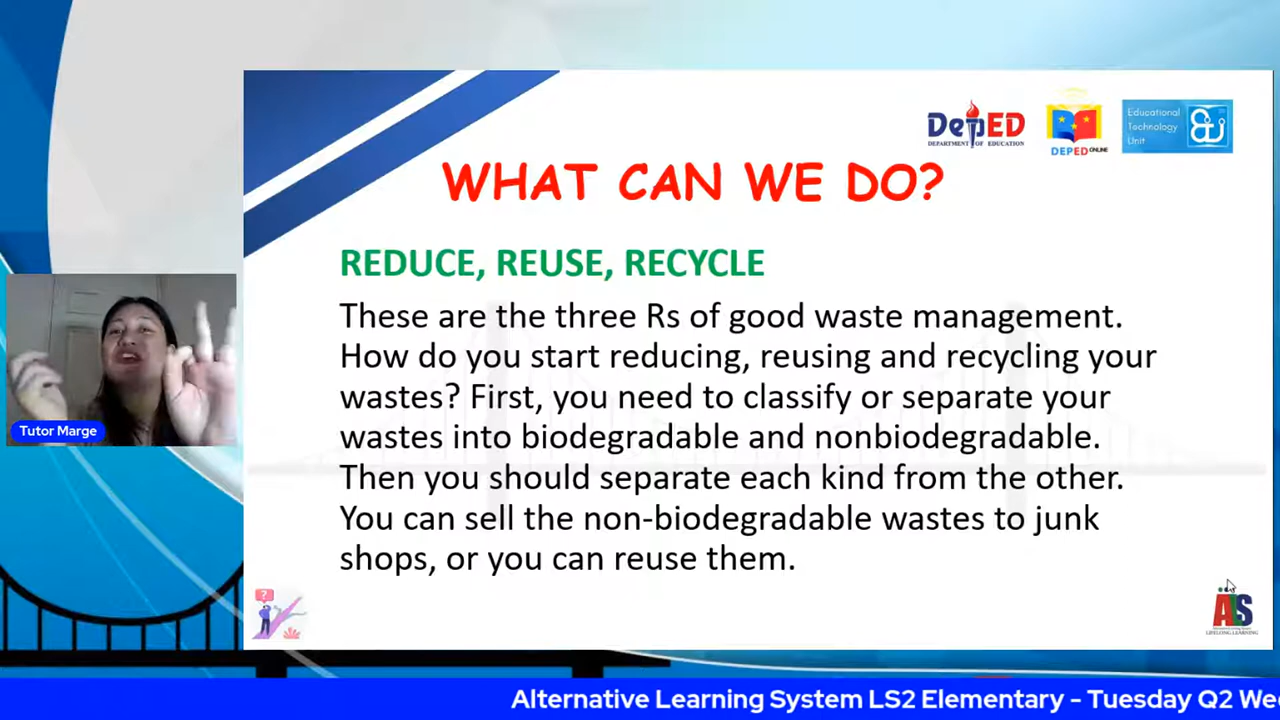 DepED
DEPARTMENT OF EDUCATION
DEPED ONLINE
Educational
Technology
Unit
WHAT CAN WE DO?
REDUCE, REUSE, RECYCLE
These are the three Rs of good waste management.
How do you start reducing, reusing and recycling your
wastes? First, you need to classify or separate your
wastes into biodegradable and nonbiodegradable.
Then you should separate each kind from the other.
You can sell the non-biodegradable wastes to junk
shops, or you can reuse them.
Tutor Marge
?
ALS
LIFELONG LEARNING
Alternative Learning System LS2 Elementary - Tuesday Q2 We